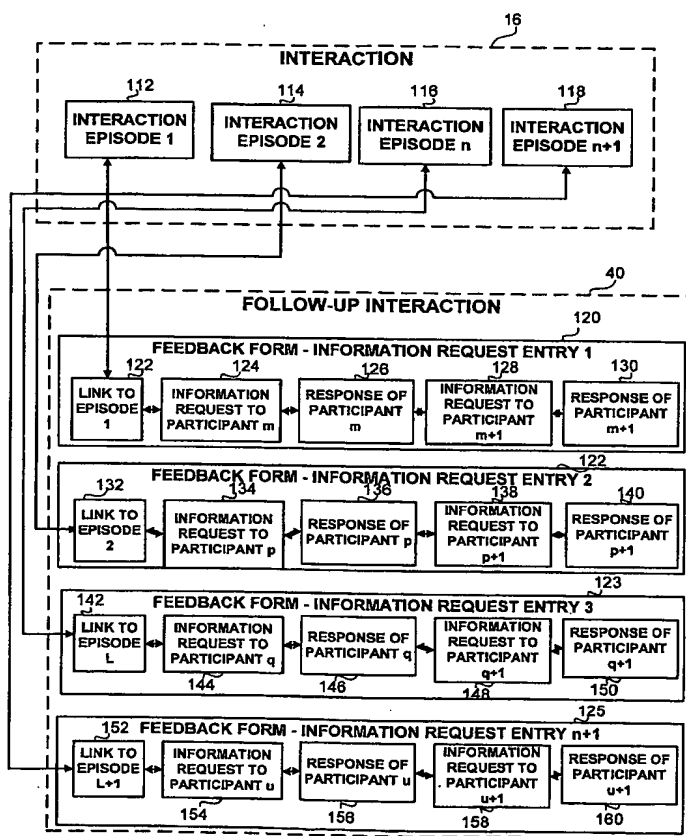 16
INTERACTION
112
114
116
118
INTERACTION
EPISODE 1
INTERACTION
EPISODE 2
INTERACTION
EPISODE n
INTERACTION
EPISODE n+1
40
FOLLOW-UP INTERACTION
120
FEEDBACK FORM - INFORMATION REQUEST ENTRY 1
122
124
126
128
130
LINK TO
EPISODE
1
INFORMATION
REQUEST TO
PARTICIPANT m
RESPONSE OF
PARTICIPANT
m
INFORMATION
REQUEST TO
PARTICIPANT
m+1
RESPONSE OF
PARTICIPANT
m+1
122
FEEDBACK FORM - INFORMATION REQUEST ENTRY 2
132
134
136
138
140
LINK TO
EPISODE
2
INFORMATION
REQUEST TO
PARTICIPANT p
RESPONSE OF
PARTICIPANT p
INFORMATION
REQUEST TO
PARTICIPANT
p+1
RESPONSE OF
PARTICIPANT
p+1
123
FEEDBACK FORM - INFORMATION REQUEST ENTRY 3
142
LINK TO
EPISODE
L
INFORMATION
REQUEST TO
PARTICIPANT q
RESPONSE OF
PARTICIPANT q
INFORMATION
REQUEST TO
PARTICIPANT
q+1
RESPONSE OF
PARTICIPANT
q+1
144
146
148
150
125
FEEDBACK FORM - INFORMATION REQUEST ENTRY n+1
152
LINK TO
EPISODE
L+1
INFORMATION
REQUEST TO
PARTICIPANT u
RESPONSE OF
PARTICIPANT u
INFORMATION
REQUEST TO
PARTICIPANT
u+1
RESPONSE OF
PARTICIPANT
u+1
154
156
158
160